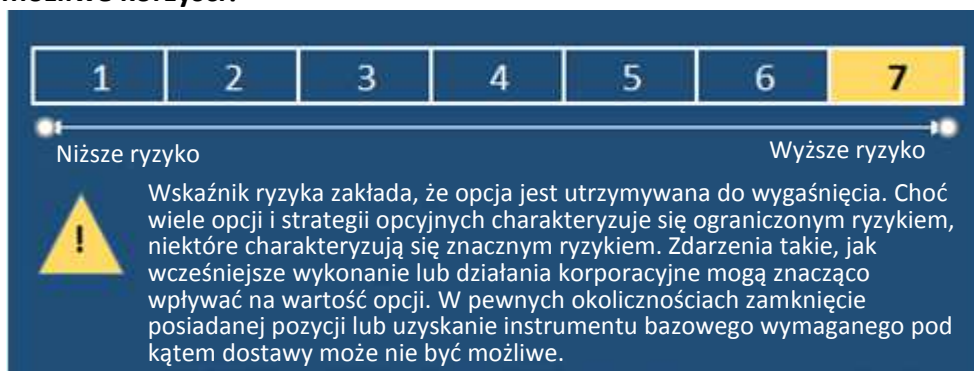 możliwe korzyści?
1 2 3 4 5 6 7
Niższe ryzyko Wyższe ryzyko
! Wskaźnik ryzyka zakłada, że opcja jest utrzymywana do wygaśnięcia. Choć
wiele opcji i strategii opcyjnych charakteryzuje się ograniczonym ryzykiem,
niektóre charakteryzują się znacznym ryzykiem. Zdarzenia takie, jak
wcześniejsze wykonanie lub działania korporacyjne mogą znacząco
wpływać na wartość opcji. W pewnych okolicznościach zamknięcie
posiadanej pozycji lub uzyskanie instrumentu bazowego wymaganego pod
kątem dostawy może nie być możliwe.